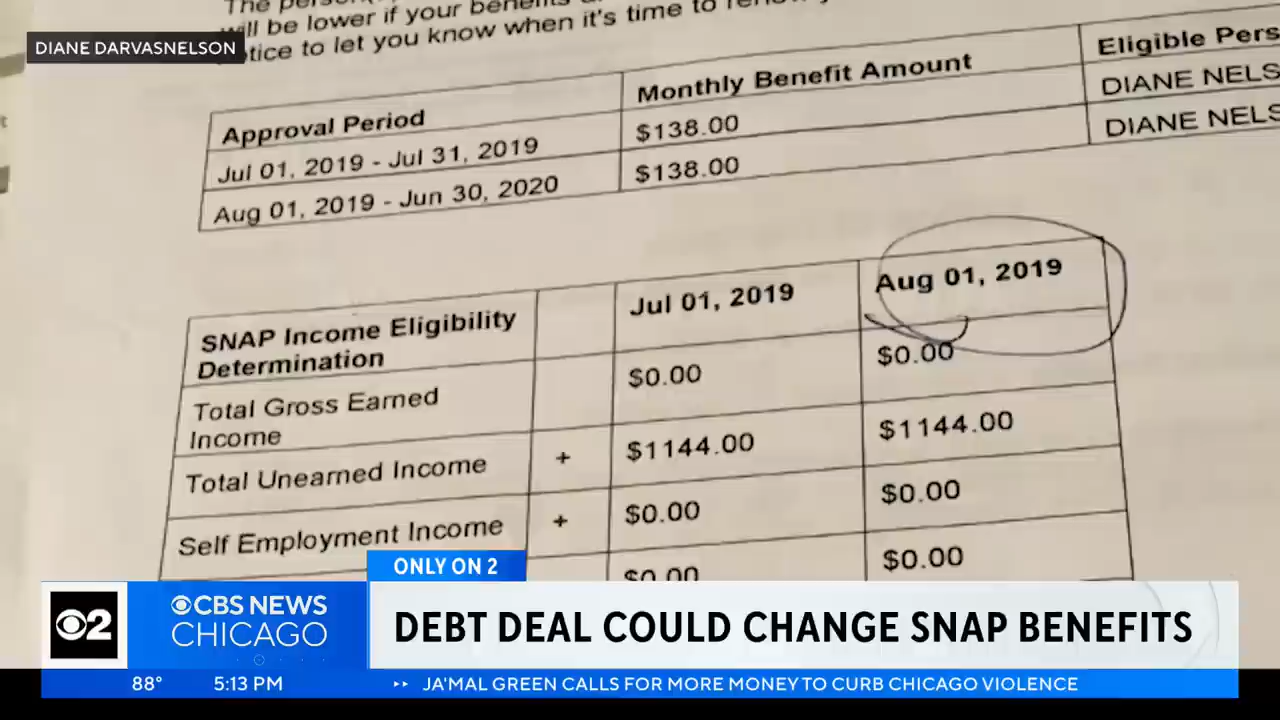 The person
DIANE DARVASNELSON
will be lower if your benefits
notice to let you know when it's time to
Approval Period Monthly Benefit Amount Eligible Pers
Jul 01, 2019 - Jul 31, 2019 $138.00 DIANE NELS
Aug 01, 2019 - Jun 30, 2020 $138.00 DIANE NELS
SNAP Income Eligibility Jul 01, 2019 Aug 01, 2019
Determination
Total Gross Earned $0.00 $0.00
Income
Total Unearned Income + $1144.00 $1144.00
Self Employment Income + $0.00 $0.00
$0.00 $0.00
ONLY ON 2
2 CBS NEWS
CHICAGO
DEBT DEAL COULD CHANGE SNAP BENEFITS
88° 5:13 PM JA'MAL GREEN CALLS FOR MORE MONEY TO CURB CHICAGO VIOLENCE